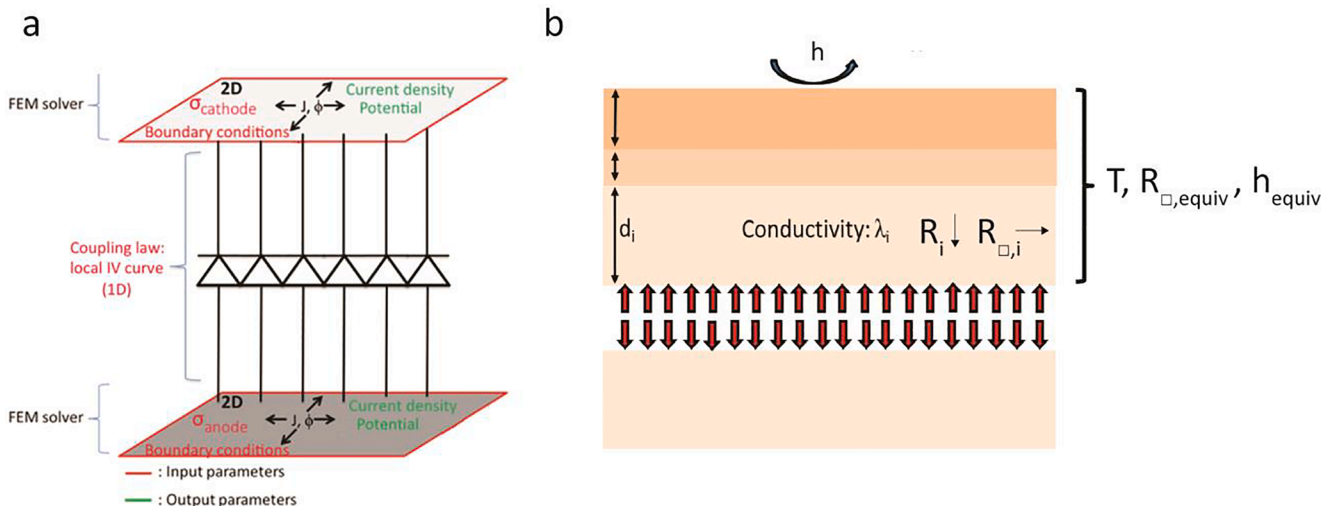 a
FEM solver
2D
σcathode
J, ϕ
Current density
Potential
Boundary conditions
Coupling law:
local IV curve
(1D)
FEM solver
2D
σanode
J, ϕ
Current density
Potential
Boundary conditions
: Input parameters
: Output parameters
b
h
di
Conductivity: λi
Ri
R□,i
T, R□,equiv, hequiv